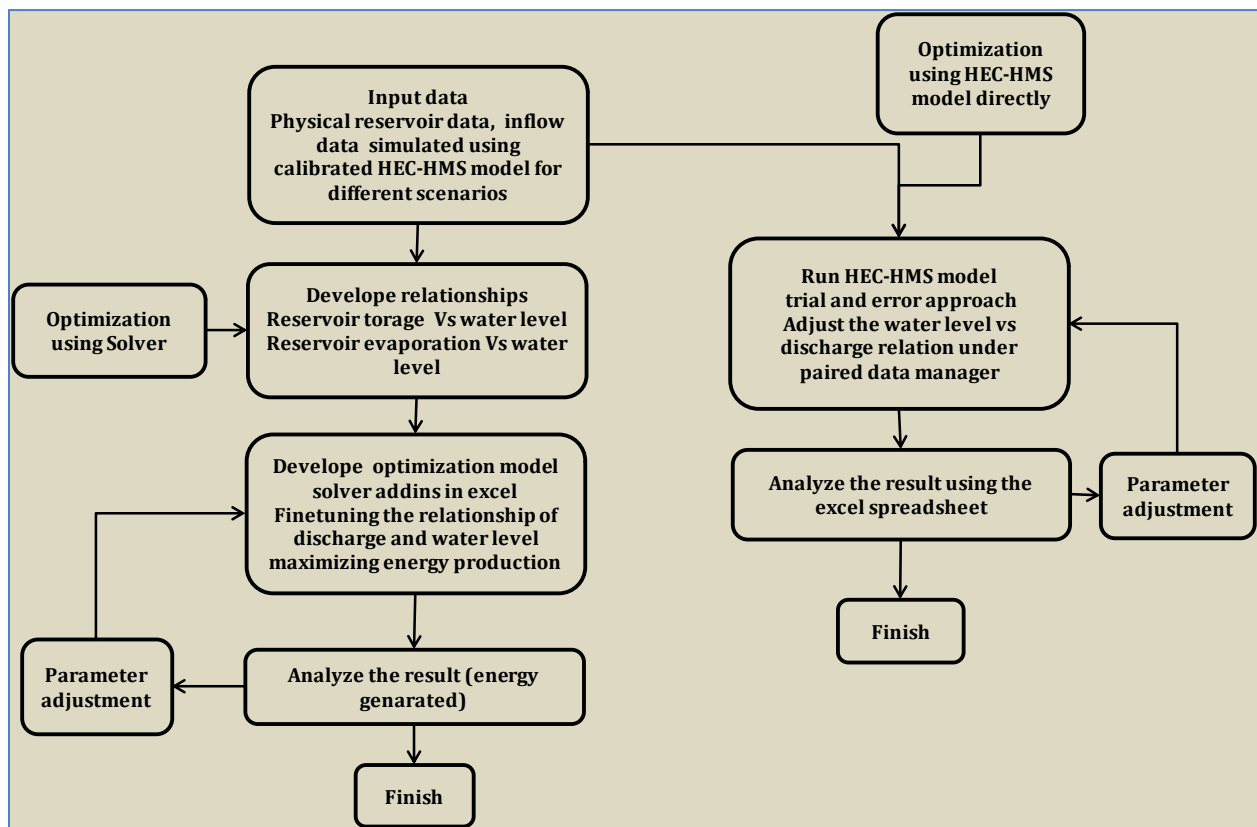 Optimization
using HEC-HMS
model directly
Input data
Physical reservoir data, inflow
data simulated using
calibrated HEC-HMS model for
different scenarios
Optimization
using Solver
Develope relationships
Reservoir torage Vs water level
Reservoir evaporation Vs water
level
Run HEC-HMS model
trial and error approach
Adjust the water level vs
discharge relation under
paired data manager
Develope optimization model
solver addins in excel
Finetuning the relationship of
discharge and water level
maximizing energy production
Analyze the result using the
excel spreadsheet
Parameter
adjustment
Finish
Parameter
adjustment
Analyze the result (energy
genarated)
Finish